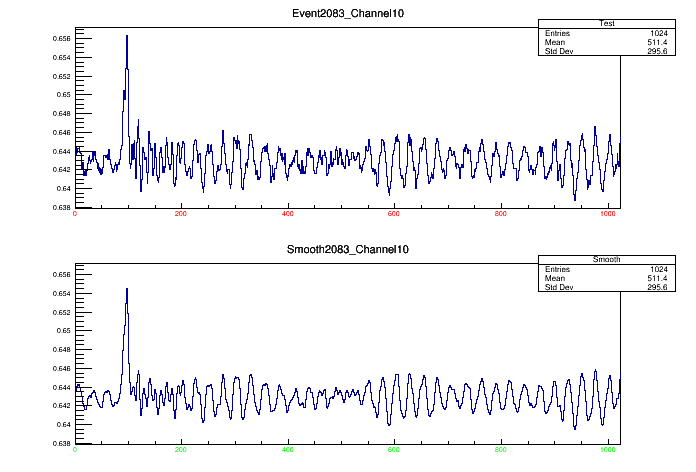 Event2083_Channel10
Test
Entries 1024
Mean 511.4
Std Dev 295.6
0.656
0.654
0.652
0.65
0.648
0.646
0.644
0.642
0.64
0.638
0 200 400 600 800 1000
Smooth2083_Channel10
Smooth
Entries 1024
Mean 511.4
Std Dev 295.6
0.656
0.654
0.652
0.65
0.648
0.646
0.644
0.642
0.64
0.638
0 200 400 600 800 1000